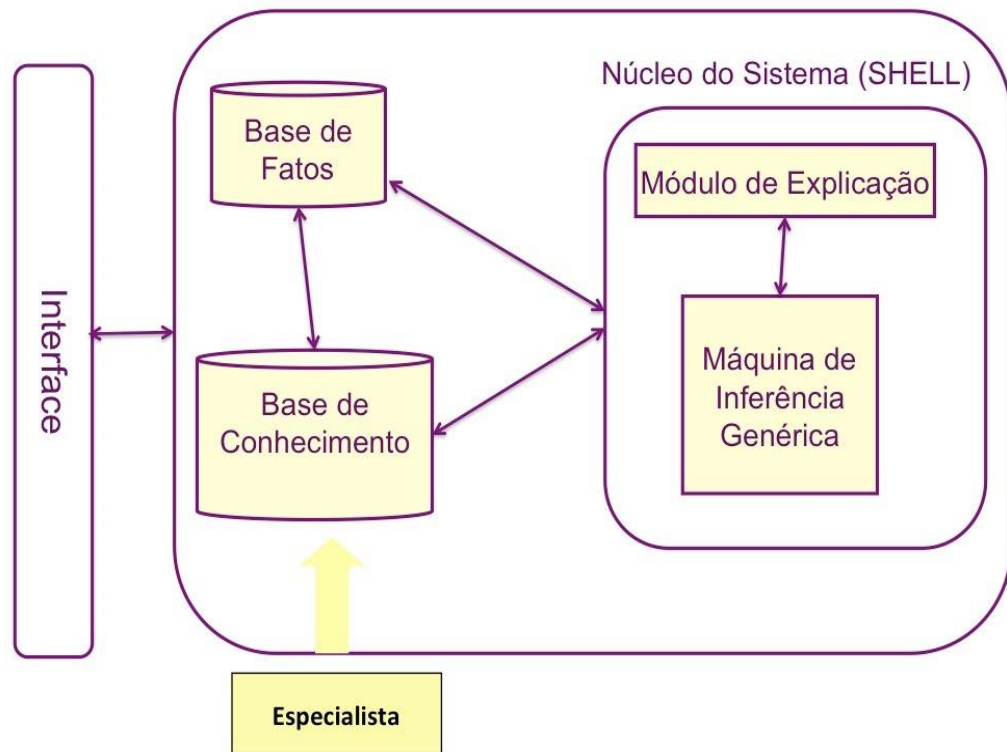 Interface
Base de
Fatos
Base de
Conhecimento
Núcleo do Sistema (SHELL)
Módulo de Explicação
Máquina de
Inferência
Genérica
Especialista